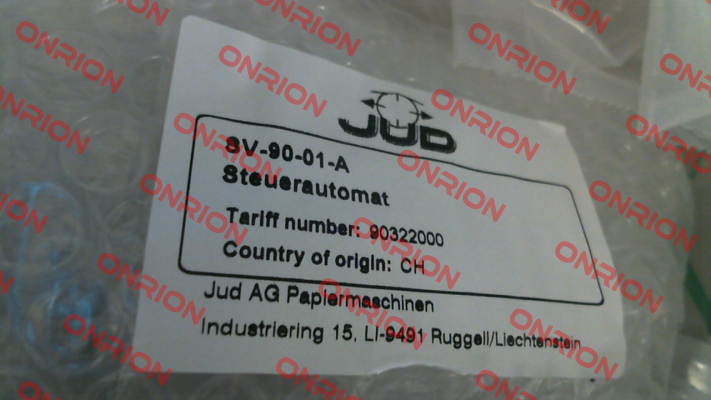 JUD
SV-90-01-A
Steuerautomat
Tariff number: 90322000
Country of origin: CH
Jud AG Papiermaschinen
Industriering 15, LI-9491 Ruggell/Liechtenstein
ONRION